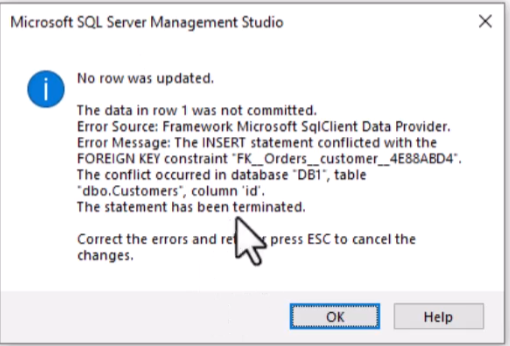 Microsoft SQL Server Management Studio
No row was updated.
The data in row 1 was not committed.
Error Source: Framework Microsoft SqlClient Data Provider.
Error Message: The INSERT statement conflicted with the
FOREIGN KEY constraint "FK__Orders__customer__4E88ABD4".
The conflict occurred in database "DB1", table
"dbo.Customers", column 'id'.
The statement has been terminated.
Correct the errors and press ESC to cancel the
changes.
OK
Help